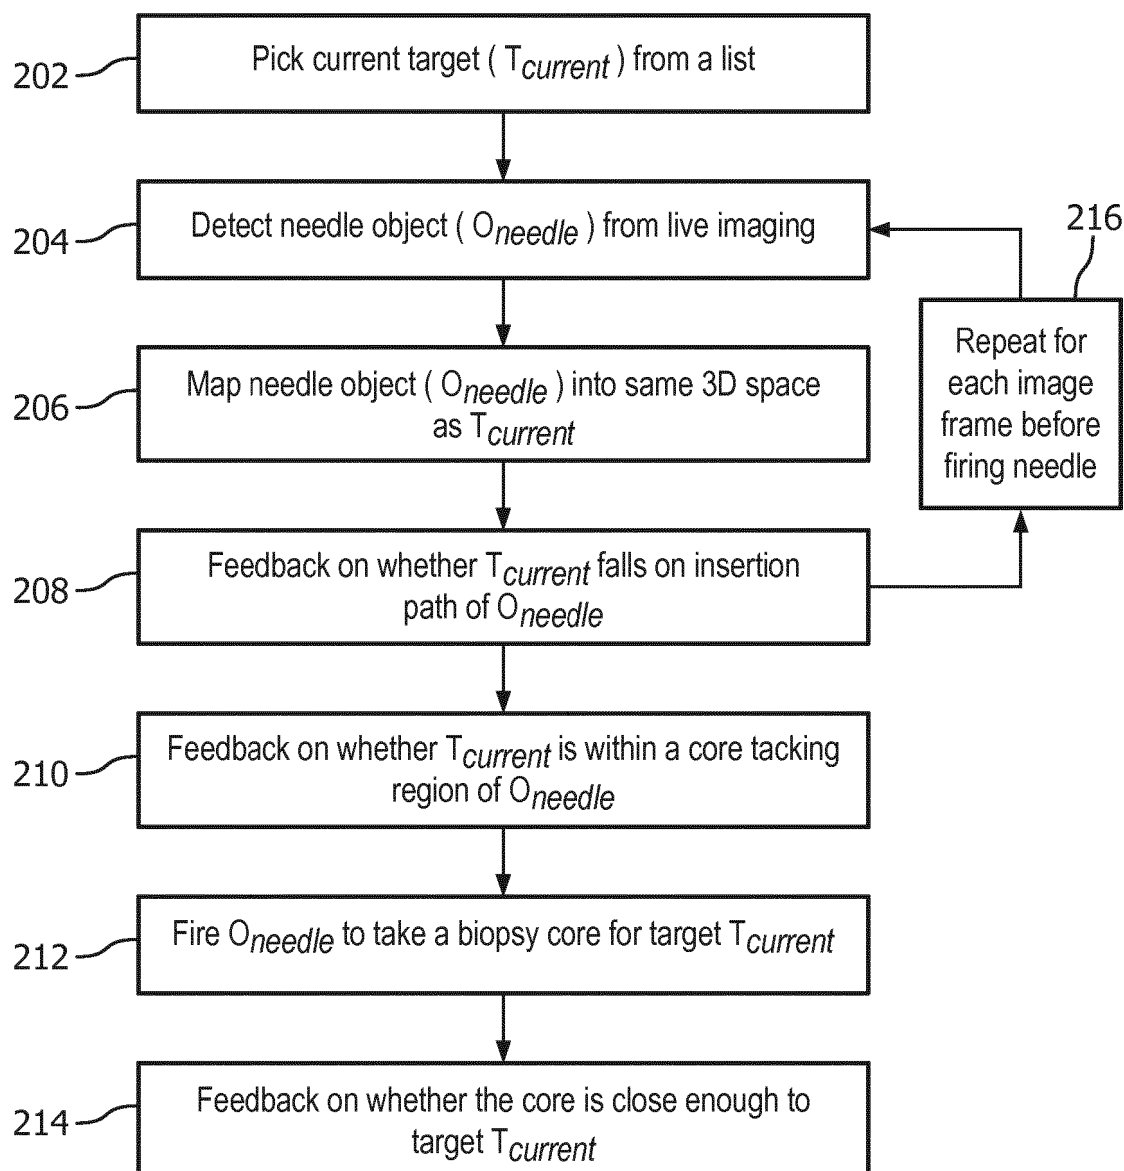 202
Pick current target ( Tcurrent ) from a list
204
Detect needle object ( Oneedle ) from live imaging
216
206
Map needle object ( Oneedle ) into same 3D space
as Tcurrent
Repeat for
each image
frame before
firing needle
208
Feedback on whether Tcurrent falls on insertion
path of Oneedle
210
Feedback on whether Tcurrent is within a core tacking
region of Oneedle
212
Fire Oneedle to take a biopsy core for target Tcurrent
214
Feedback on whether the core is close enough to
target Tcurrent